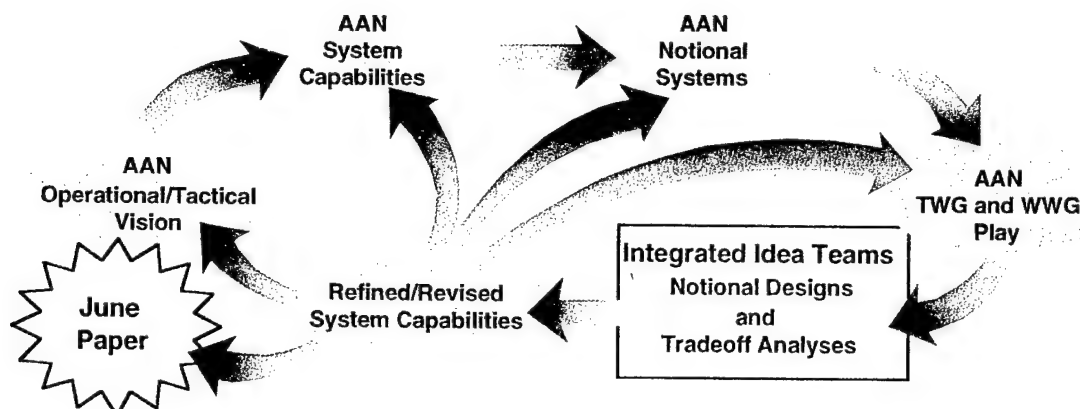 AAN
System
Capabilities
AAN
Notional
Systems
AAN
Operational/Tactical
Vision
AAN
TWG and WWG
Play
Integrated Idea Teams
Notional Designs
and
Tradeoff Analyses
Refined/Revised
System Capabilities
June
Paper